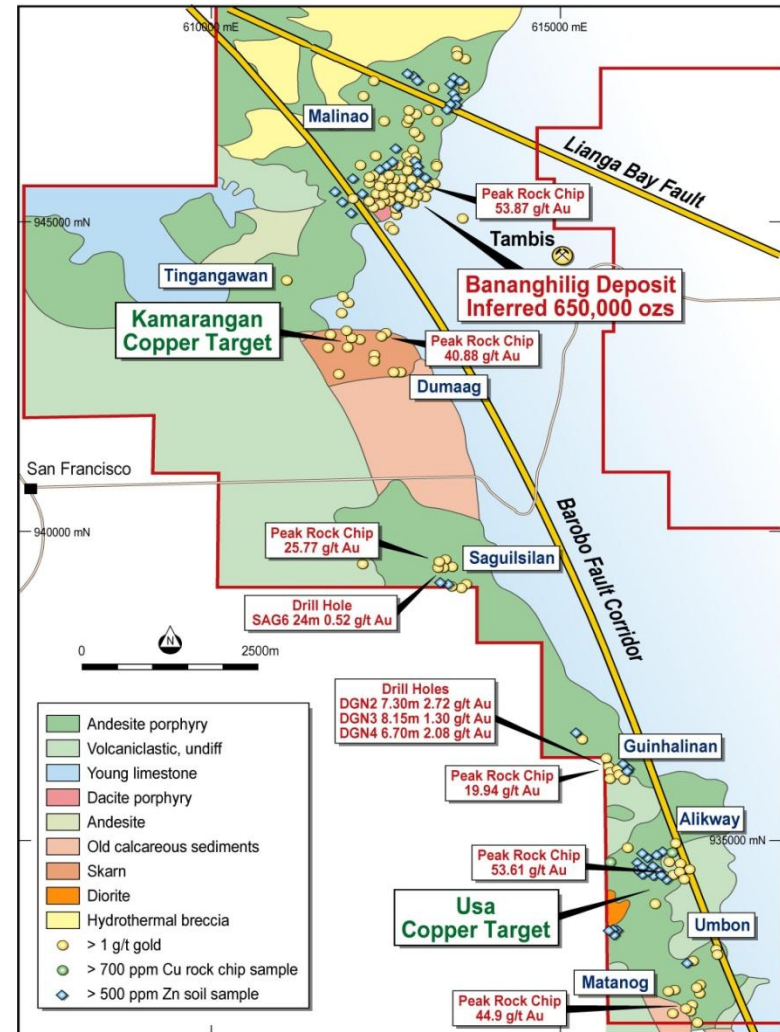 610000 mE
615000 mE
Malinao
Lianga Bay Fault
Peak Rock Chip
53.87 g/t Au
945000 mN
Tambis
Tingangawan
Bananghilig Deposit
Inferred 650,000 ozs
Kamarangan
Copper Target
Peak Rock Chip
40.88 g/t Au
Dumaag
San Francisco
940000 mN
Peak Rock Chip
25.77 g/t Au
Saguilsilan
Barobo Fault Corridor
Drill Hole
SAG6 24m 0.52 g/t Au
N
0
2500m
Drill Holes
DGN2 7.30m 2.72 g/t Au
DGN3 8.15m 1.30 g/t Au
DGN4 6.70m 2.08 g/t Au
Guinhalinan
Peak Rock Chip
19.94 g/t Au
Alikway
935000 mN
Peak Rock Chip
53.61 g/t Au
Usa
Copper Target
Umbon
Matanog
Peak Rock Chip
44.9 g/t Au
Andesite porphyry
Volcaniclastic, undiff
Young limestone
Dacite porphyry
Andesite
Old calcareous sediments
Skarn
Diorite
Hydrothermal breccia
> 1 g/t gold
> 700 ppm Cu rock chip sample
> 500 ppm Zn soil sample